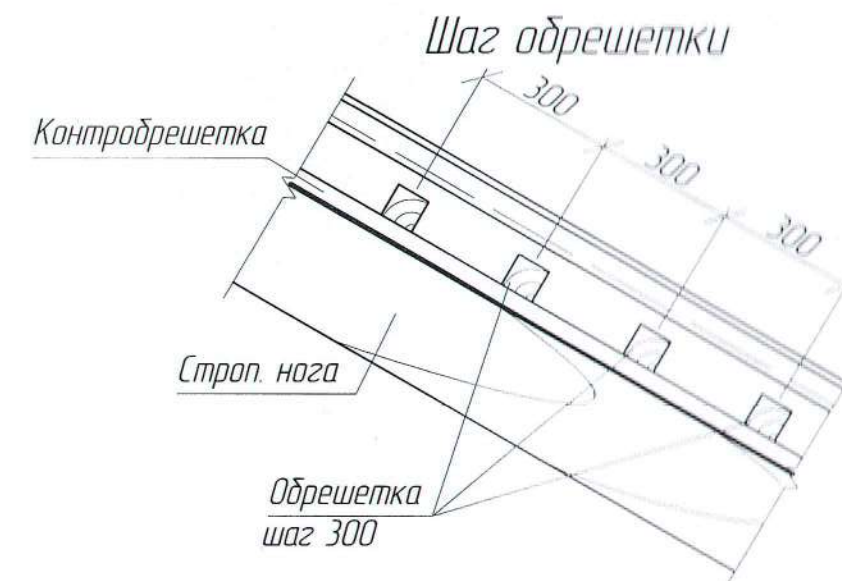 Шаг обрешетки
300
300
300
Контробрешетка
Строп. нога
Обрешетка
шаг 300